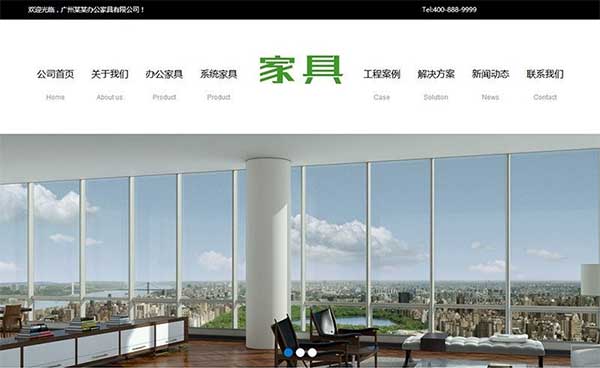 欢迎光临，广州某某办公家具有限公司！ Tel:400-888-9999
公司首页 关于我们 办公家具 系统家具 家具 工程案例 解决方案 新闻动态 联系我们
Home About us Product Product Case Solution News Contact